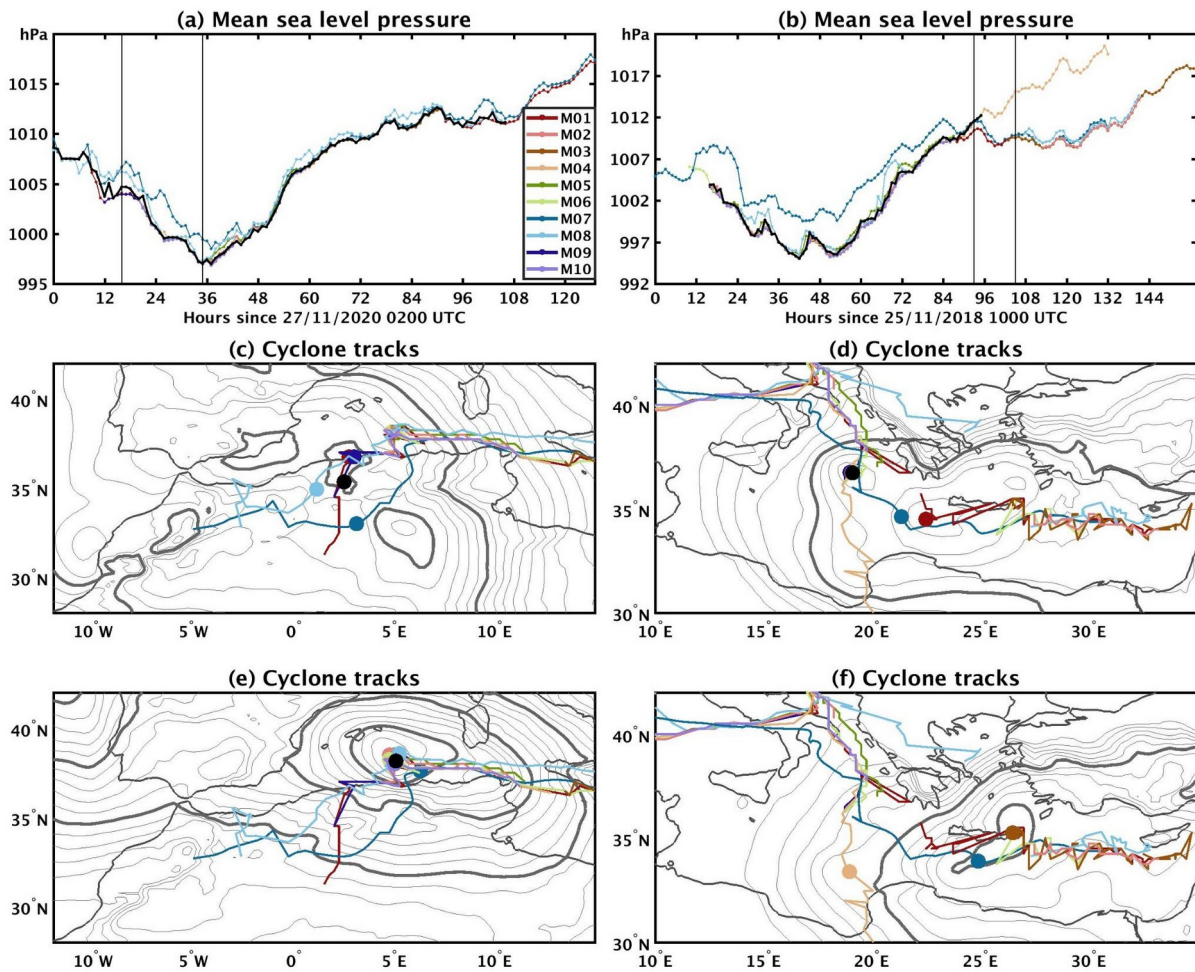 (a) Mean sea level pressure
hPa
1015
1010
1005
1000
995
0 12 24 36 48 60 72 84 96 108 120
Hours since 27/11/2020 0200 UTC
M01
M02
M03
M04
M05
M06
M07
M08
M09
M10
(b) Mean sea level pressure
hPa
1017
1012
1007
1002
997
992
0 12 24 36 48 60 72 84 96 108 120 132 144
Hours since 25/11/2018 1000 UTC
(c) Cyclone tracks
40°N
35°N
30°N
10°W 5°W 0° 5°E 10°E
(d) Cyclone tracks
40°N
35°N
30°N
10°E 15°E 20°E 25°E 30°E
(e) Cyclone tracks
40°N
35°N
30°N
10°W 5°W 0° 5°E 10°E
(f) Cyclone tracks
40°N
35°N
30°N
10°E 15°E 20°E 25°E 30°E